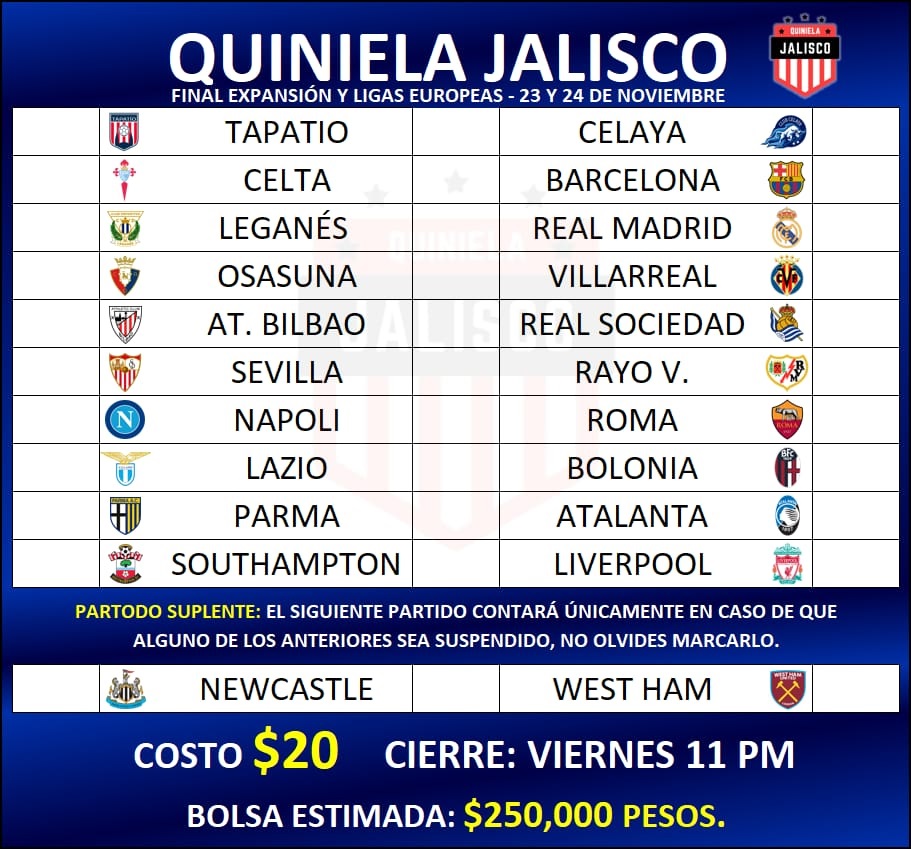 QUINIELA JALISCO
QUINIELA
JALISCO
FINAL EXPANSIÓN Y LIGAS EUROPEAS - 23 Y 24 DE NOVIEMBRE
TAPATÍO
TAPATIO CELAYA
CELTA BARCELONA
LEGANÉS REAL MADRID
OSASUNA VILLARREAL
AT. BILBAO REAL SOCIEDAD
SEVILLA RAYO V.
NAPOLI ROMA
LAZIO BOLONIA
PARMA ATALANTA
SOUTHAMPTON LIVERPOOL
QUINIELA
JALISCO
PARTODO SUPLENTE: EL SIGUIENTE PARTIDO CONTARÁ ÚNICAMENTE EN CASO DE QUE
ALGUNO DE LOS ANTERIORES SEA SUSPENDIDO, NO OLVIDES MARCARLO.
NEWCASTLE WEST HAM
COSTO $20 CIERRE: VIERNES 11 PM
BOLSA ESTIMADA: $250,000 PESOS.